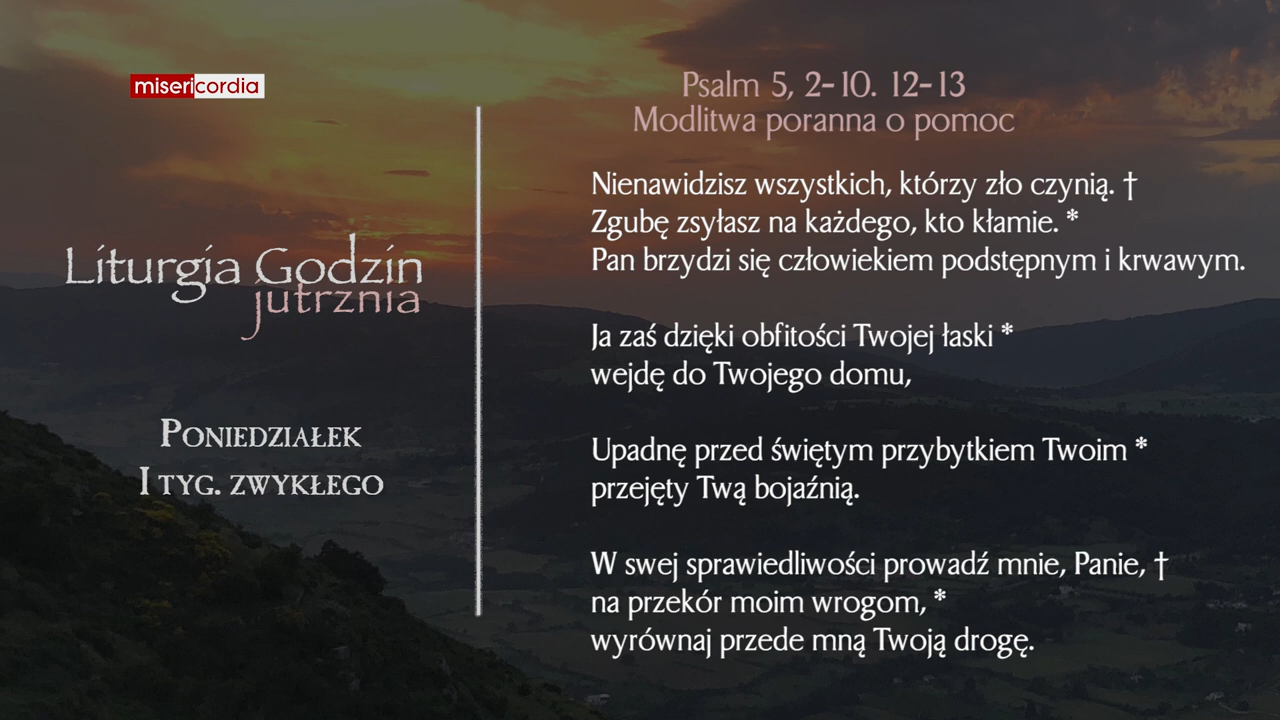 misericordia
Liturgia Godzin
jutrznia
Poniedziałek
I tyg. zwykłego
Psalm 5, 2-10. 12-13
Modlitwa poranna o pomoc
Nienawidzisz wszystkich, którzy zło czynią. †
Zgubę zsyłasz na każdego, kto kłamie. *
Pan brzydzi się człowiekiem podstępnym i krwawym.
Ja zaś dzięki obfitości Twojej łaski *
wejdę do Twojego domu,
Upadnę przed świętym przybytkiem Twoim *
przejęty Twą bojaźnią.
W swej sprawiedliwości prowadź mnie, Panie, †
na przekór moim wrogom, *
wyrównaj przede mną Twoją drogę.